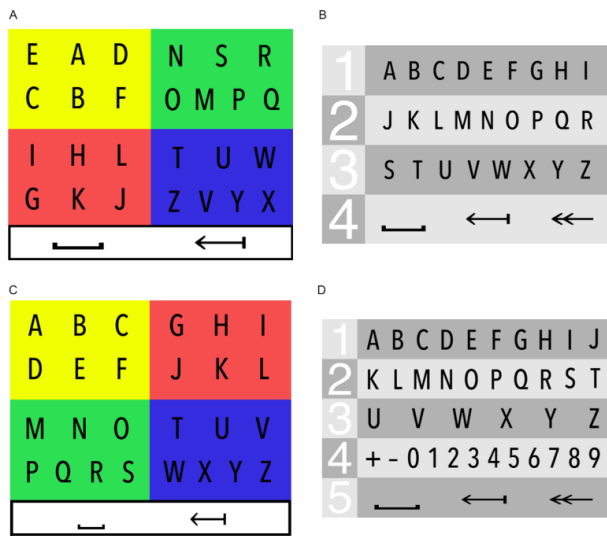 A
E A D
C B F
N S R
O M P Q
I H L
G K J
T U W
Z V Y X
B
1 A B C D E F G H I
2 J K L M N O P Q R
3 S T U V W X Y Z
4
C
A B C
D E F
G H I
J K L
M N O
P Q R S
T U V
W X Y Z
D
1 A B C D E F G H I J
2 K L M N O P Q R S T
3 U V W X Y Z
4 + - 0 1 2 3 4 5 6 7 8 9
5